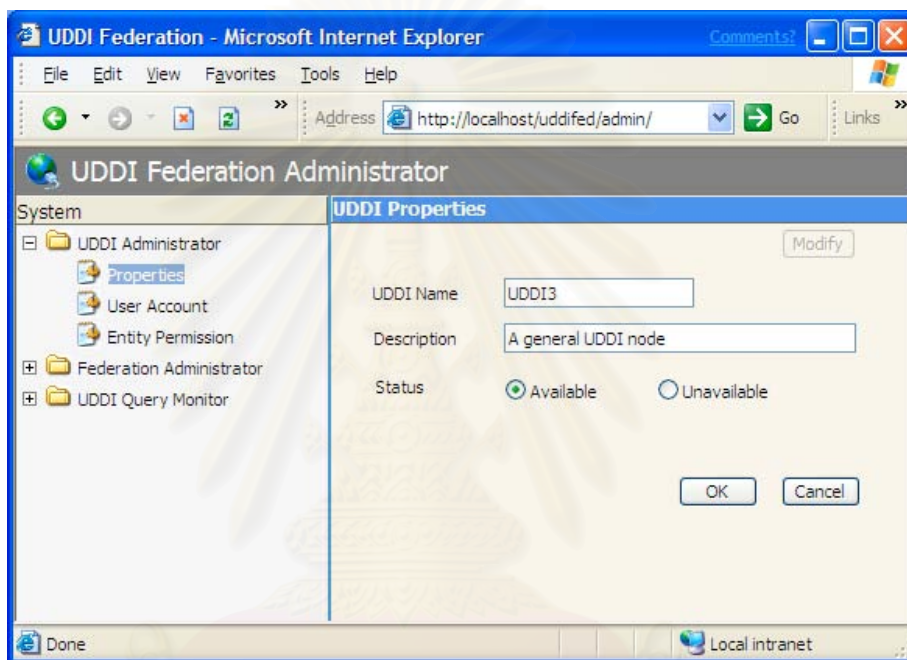 UDDI Federation - Microsoft Internet Explorer
Comments?
File Edit View Favorites Tools Help
Address http://localhost/uddifed/admin/ Go Links
UDDI Federation Administrator
System
UDDI Administrator
Properties
User Account
Entity Permission
Federation Administrator
UDDI Query Monitor
UDDI Properties
Modify
UDDI Name UDDI3
Description A general UDDI node
Status Available Unavailable
OK Cancel
Done Local intranet